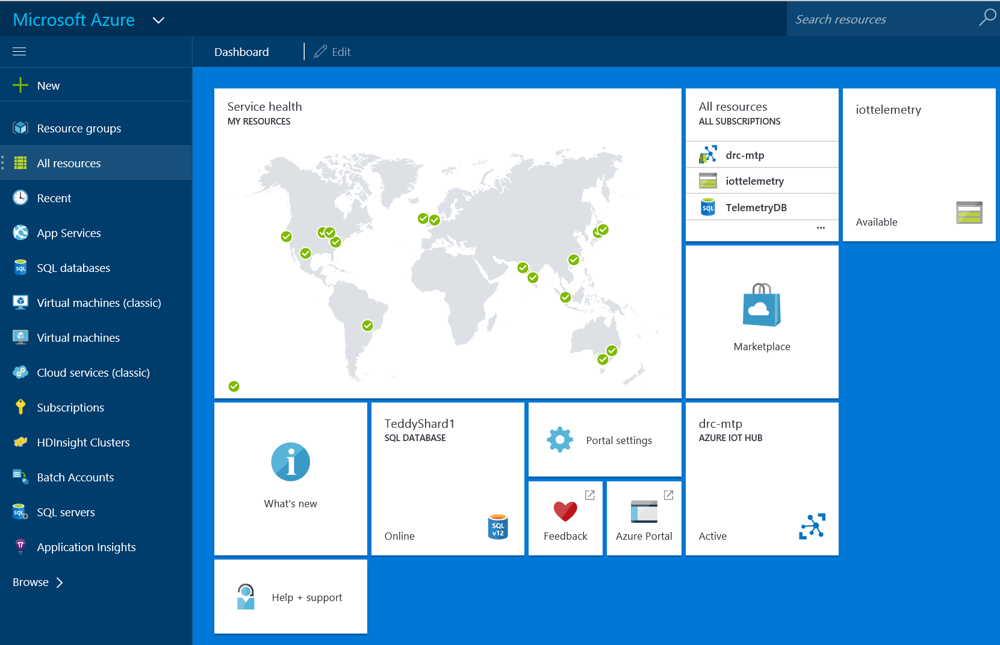 Microsoft Azure
Search resources
Dashboard
Edit
New
Resource groups
All resources
Recent
App Services
SQL
SQL databases
Virtual machines (classic)
Virtual machines
Cloud services (classic)
Subscriptions
HDInsight Clusters
Batch Accounts
SQL
SQL servers
Application Insights
Browse
Service health
MY RESOURCES
All resources
ALL SUBSCRIPTIONS
drc-mtp
iottelemetry
SQL
TelemetryDB
...
iottelemetry
Available
Marketplace
What's new
TeddyShard1
SQL DATABASE
Online
SQL
v12
Portal settings
Feedback
Azure Portal
drc-mtp
AZURE IOT HUB
Active
Help + support